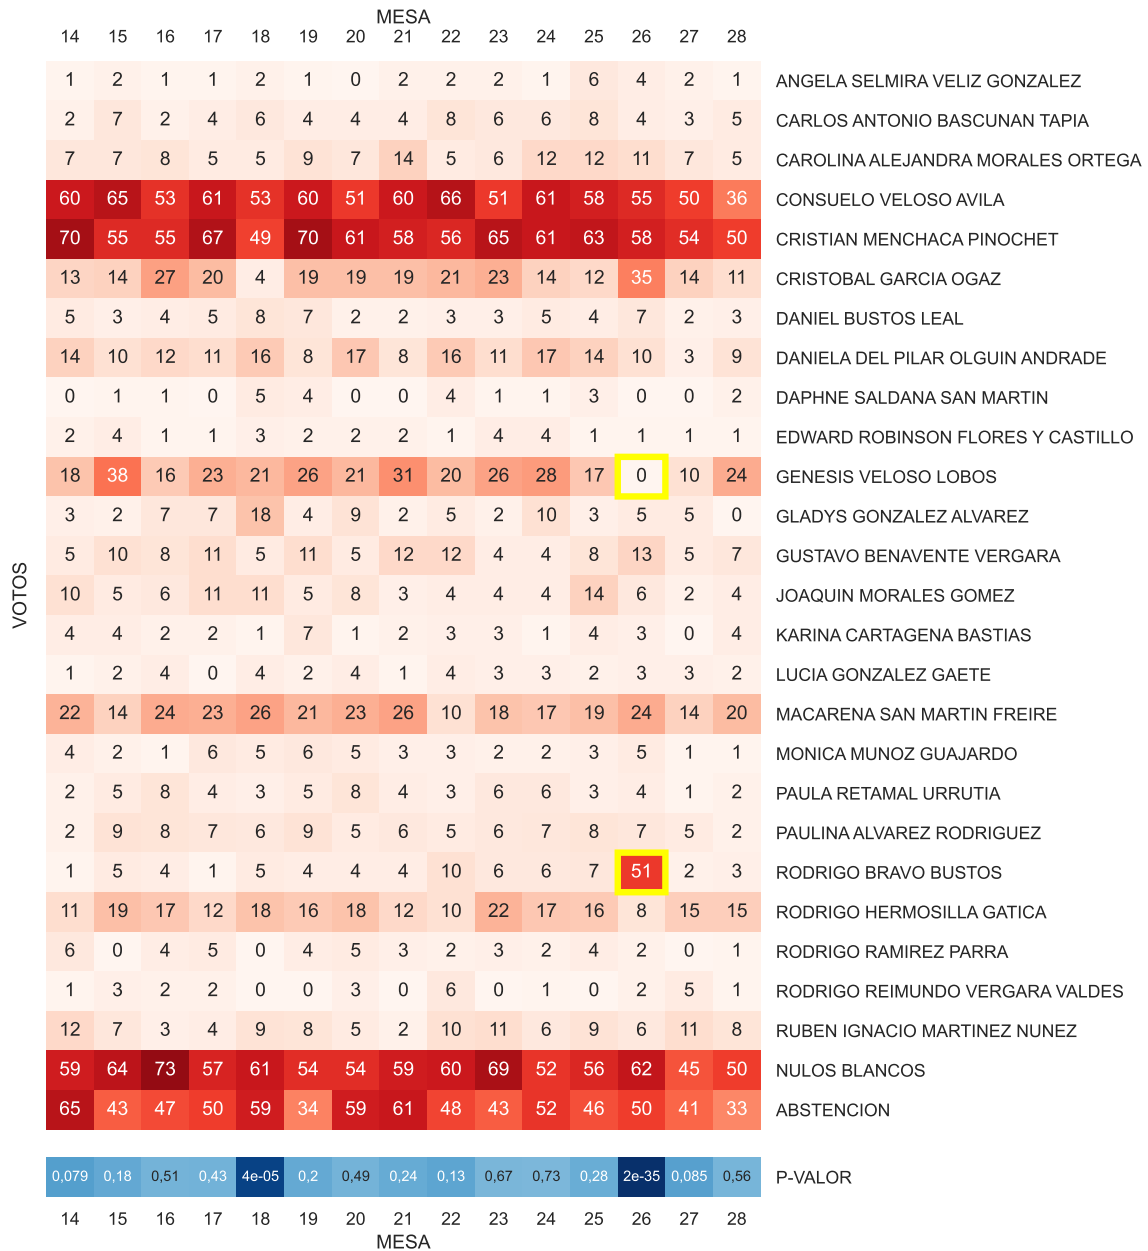 MESA
14 15 16 17 18 19 20 21 22 23 24 25 26 27 28
1 2 1 1 2 1 0 2 2 2 1 6 4 2 1 ANGELA SELMIRA VELIZ GONZALEZ
2 7 2 4 6 4 4 4 8 6 6 8 4 3 5 CARLOS ANTONIO BASCUNAN TAPIA
7 7 8 5 5 9 7 14 5 6 12 12 11 7 5 CAROLINA ALEJANDRA MORALES ORTEGA
60 65 53 61 53 60 51 60 66 51 61 58 55 50 36 CONSUELO VELOSO AVILA
70 55 55 67 49 70 61 58 56 65 61 63 58 54 50 CRISTIAN MENCHACA PINOCHET
13 14 27 20 4 19 19 19 21 23 14 12 35 14 11 CRISTOBAL GARCIA OGAZ
5 3 4 5 8 7 2 2 3 3 5 4 7 2 3 DANIEL BUSTOS LEAL
14 10 12 11 16 8 17 8 16 11 17 14 10 3 9 DANIELA DEL PILAR OLGUIN ANDRADE
0 1 1 0 5 4 0 0 4 1 1 3 0 0 2 DAPHNE SALDANA SAN MARTIN
2 4 1 1 3 2 2 2 1 4 4 1 1 1 1 EDWARD ROBINSON FLORES Y CASTILLO
18 38 16 23 21 26 21 31 20 26 28 17 0 10 24 GENESIS VELOSO LOBOS
3 2 7 7 18 4 9 2 5 2 10 3 5 5 0 GLADYS GONZALEZ ALVAREZ
5 10 8 11 5 11 5 12 12 4 4 8 13 5 7 GUSTAVO BENAVENTE VERGARA
VOTOS
10 5 6 11 11 5 8 3 4 4 4 14 6 2 4 JOAQUIN MORALES GOMEZ
4 4 2 2 1 7 1 2 3 3 1 4 3 0 4 KARINA CARTAGENA BASTIAS
1 2 4 0 4 2 4 1 4 3 3 2 3 3 2 LUCIA GONZALEZ GAETE
22 14 24 23 26 21 23 26 10 18 17 19 24 14 20 MACARENA SAN MARTIN FREIRE
4 2 1 6 5 6 5 3 3 2 2 3 5 1 1 MONICA MUNOZ GUAJARDO
2 5 8 4 3 5 8 4 3 6 6 3 4 1 2 PAULA RETAMAL URRUTIA
2 9 8 7 6 9 5 6 5 6 7 8 7 5 2 PAULINA ALVAREZ RODRIGUEZ
1 5 4 1 5 4 4 4 10 6 6 7 51 2 3 RODRIGO BRAVO BUSTOS
11 19 17 12 18 16 18 12 10 22 17 16 8 15 15 RODRIGO HERMOSILLA GATICA
6 0 4 5 0 4 5 3 2 3 2 4 2 0 1 RODRIGO RAMIREZ PARRA
1 3 2 2 0 0 3 0 6 0 1 0 2 5 1 RODRIGO REIMUNDO VERGARA VALDES
12 7 3 4 9 8 5 2 10 11 6 9 6 11 8 RUBEN IGNACIO MARTINEZ NUNEZ
59 64 73 57 61 54 54 59 60 69 52 56 62 45 50 NULOS BLANCOS
65 43 47 50 59 34 59 61 48 43 52 46 50 41 33 ABSTENCION
0,079 0,18 0,51 0,43 4e-05 0,2 0,49 0,24 0,13 0,67 0,73 0,28 2e-35 0,085 0,56 P-VALOR
14 15 16 17 18 19 20 21 22 23 24 25 26 27 28
MESA